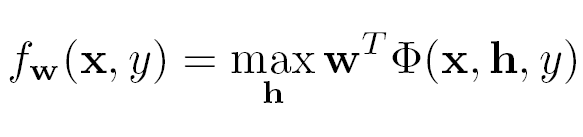 f_w(x, y) = max_h w^T Φ(x, h, y)